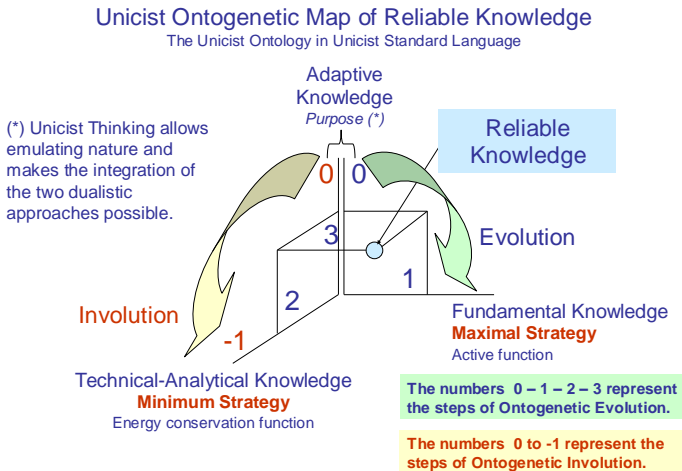 Unicist Ontogenetic Map of Reliable Knowledge
The Unicist Ontology in Unicist Standard Language
Adaptive
Knowledge
Purpose (*)
(*) Unicist Thinking allows
emulating nature and
makes the integration of
the two dualistic
approaches possible.
Reliable
Knowledge
0 0
3
Evolution
1
2
Involution
-1
Fundamental Knowledge
Maximal Strategy
Active function
Technical-Analytical Knowledge
Minimum Strategy
Energy conservation function
The numbers 0 – 1 – 2 – 3 represent
the steps of Ontogenetic Evolution.
The numbers 0 to -1 represent the
steps of Ontogenetic Involution.